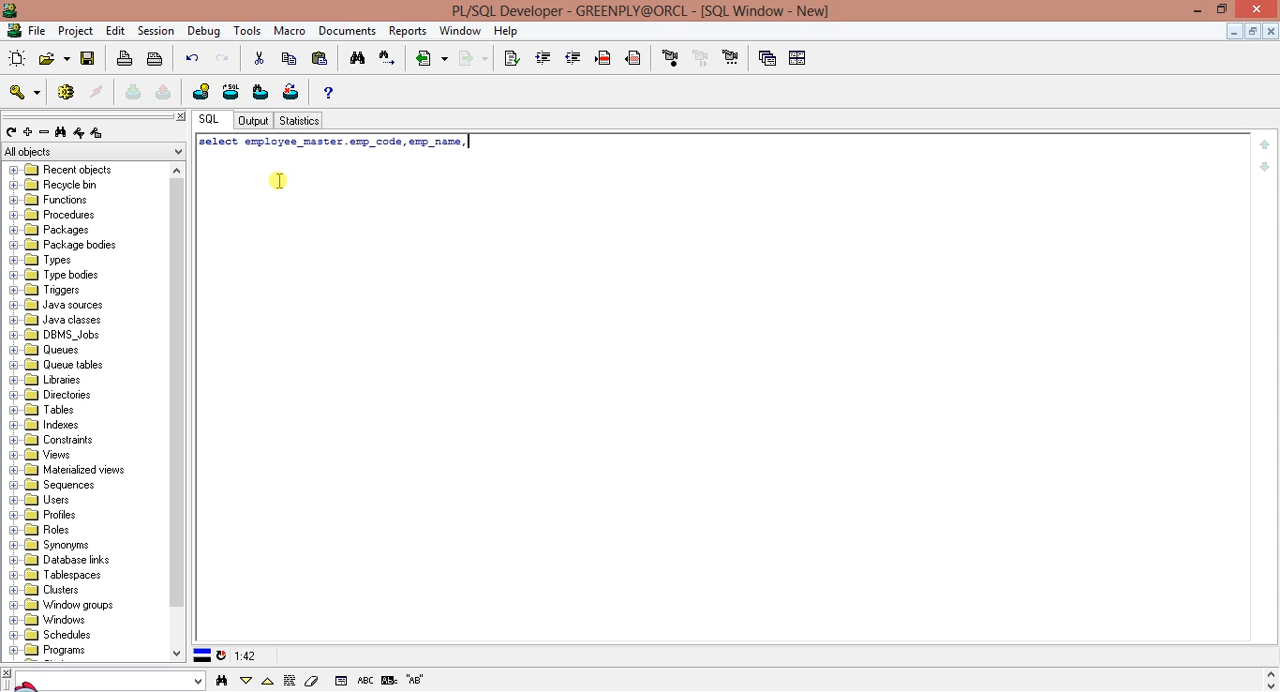 PL/SQL Developer - GREENPLY@ORCL - [SQL Window - New]
File Project Edit Session Debug Tools Macro Documents Reports Window Help
SQL Output Statistics
select employee_master.emp_code,emp_name,
All objects
Recent objects
Recycle bin
Functions
Procedures
Packages
Package bodies
Types
Type bodies
Triggers
Java sources
Java classes
DBMS_Jobs
Queues
Queue tables
Libraries
Directories
Tables
Indexes
Constraints
Views
Materialized views
Sequences
Users
Profiles
Roles
Synonyms
Database links
Tablespaces
Clusters
Window groups
Windows
Schedules
Programs
1:42
ABC "AB"